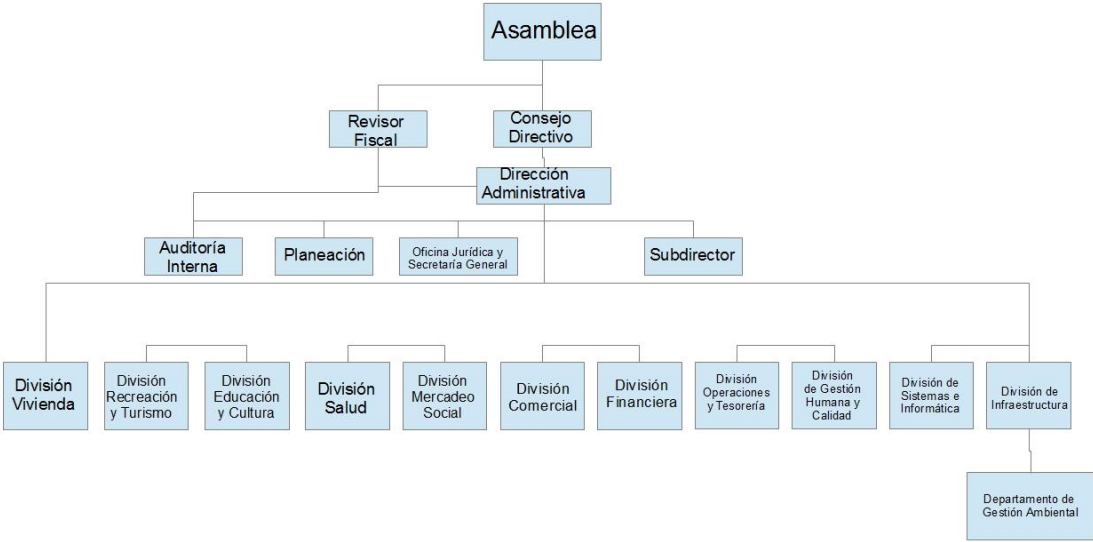 Asamblea
Revisor
Fiscal
Consejo
Directivo
Dirección
Administrativa
Auditoría
Interna
Planeación
Oficina Jurídica y
Secretaría General
Subdirector
División
Vivienda
División
Recreación
y Turismo
División
Educación
y Cultura
División
Salud
División
Mercadeo
Social
División
Comercial
División
Financiera
División
Operaciones
y Tesorería
División
de Gestión
Humana y
Calidad
División de
Sistemas e
Informática
División de
Infraestructura
Departamento de
Gestión Ambiental